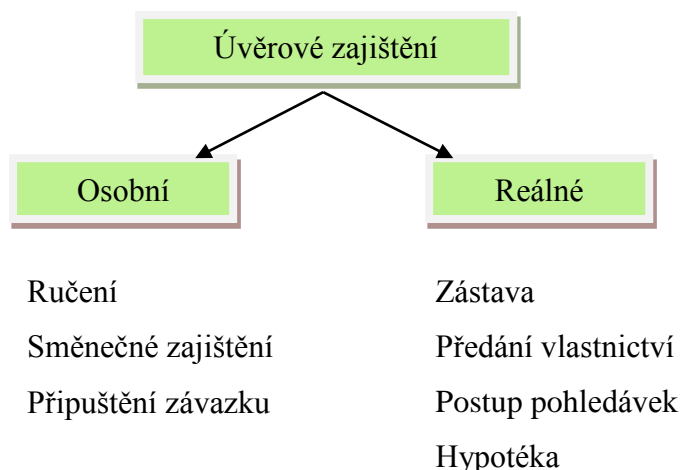 Úvěrové zajištění
Osobní
Reálné
Ručení
Směnečné zajištění
Připuštění závazku
Zástava
Předání vlastnictví
Postup pohledávek
Hypotéka